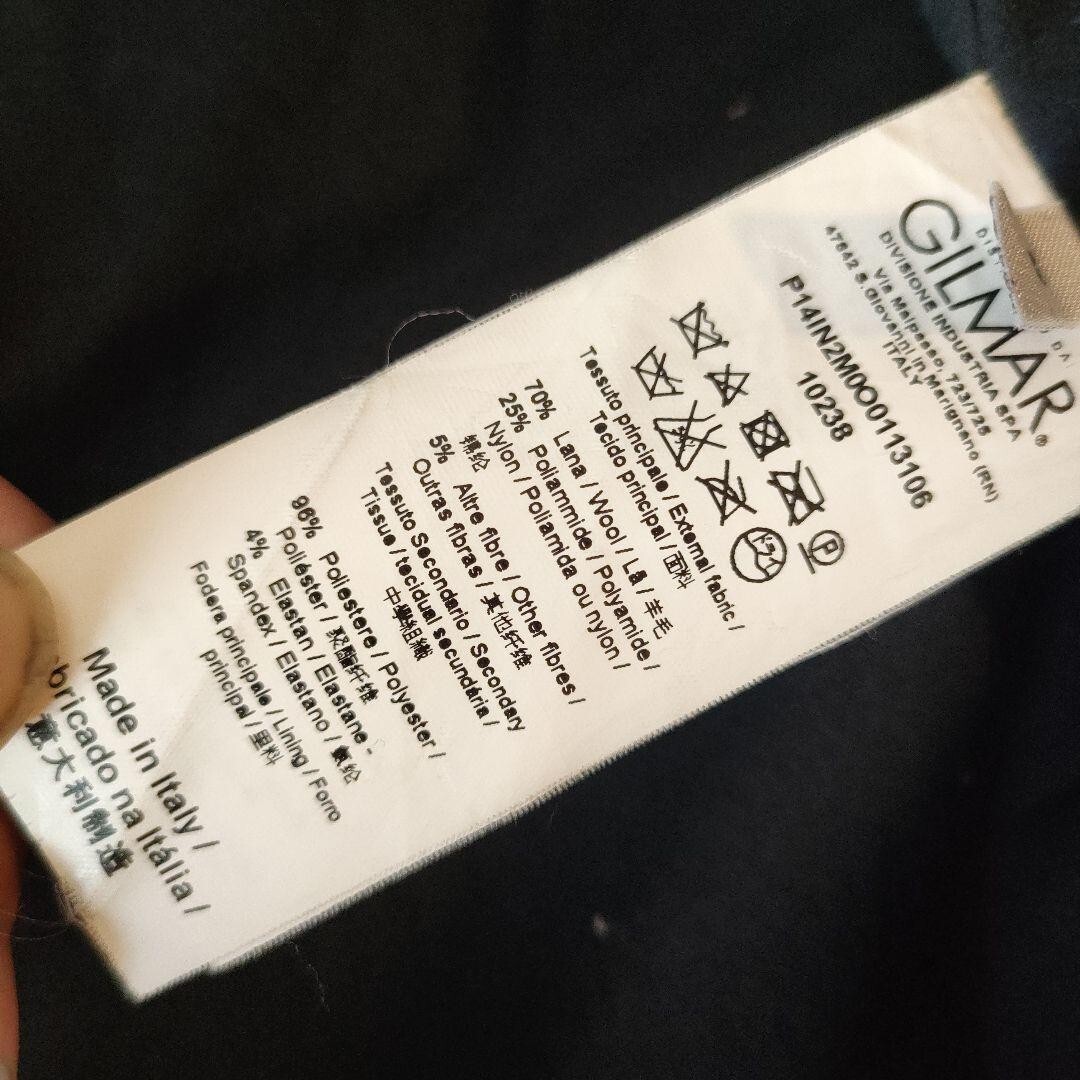 GILMAR®
DIVISIONE INDUSTRIA SPA
Via Malpasso, 723/725
47842 S.Giovanni in Marignano (RN)
ITALY
P14IN2M0O0113106
10238
P
Tessuto principale / External fabric /
Tecido principal / 面料
70% Lana / Wool / Lã / 羊毛
25% Poliammide / Polyamide /
Nylon / Poliamida ou nylon /
锦纶
5% Altre fibre / Other fibres /
Outras fibras / 其他纤维
Tessuto Secondario / Secondary
Tissue / tecidual secundária /
中學組織
96% Poliestere / Polyester /
Poliéster / 聚酯纤维
4% Elastan / Elastane -
Spandex / Elastano / 氨纶
Fodera principale / Lining / Forro
principal / 里料
Made in Italy /
bricado na Itália /
意大利制造